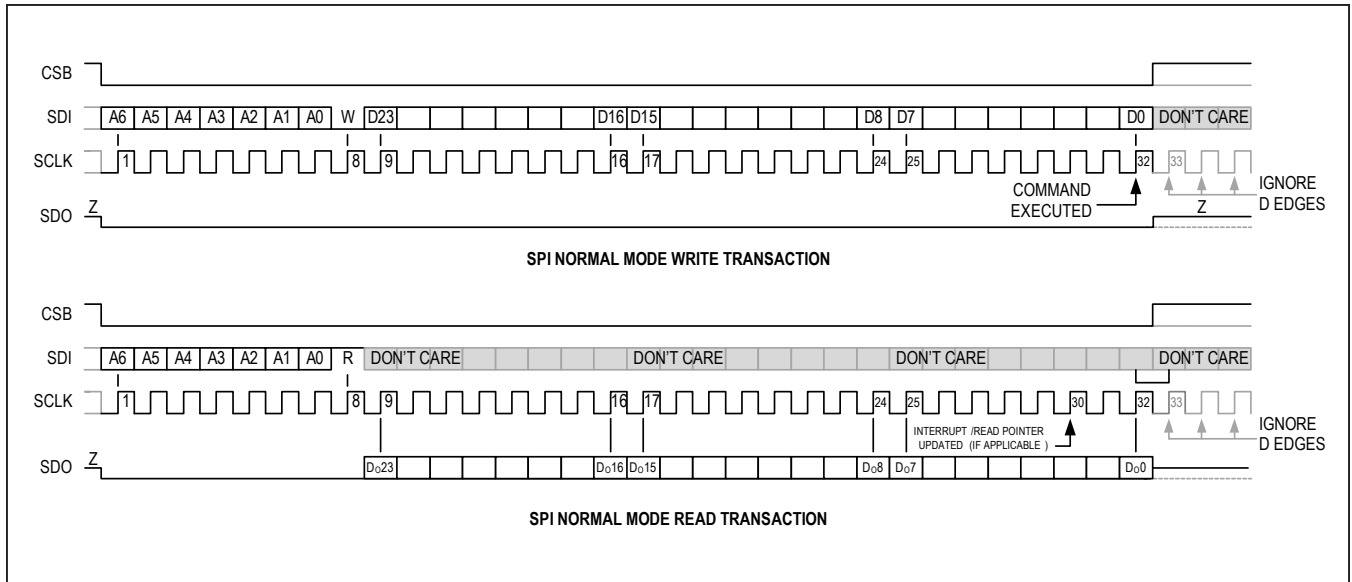 CSB
SDI A6 A5 A4 A3 A2 A1 A0 W D23 D16 D15 D8 D7 D0 DON'T CARE
SCLK 1 8 9 16 17 24 25 32 33
COMMAND
EXECUTED
IGNORE
D EDGES
SDO Z Z
SPI NORMAL MODE WRITE TRANSACTION
CSB
SDI A6 A5 A4 A3 A2 A1 A0 R DON'T CARE DON'T CARE DON'T CARE DON'T CARE
SCLK 1 8 9 16 17 24 25 30 32 33
INTERRUPT /READ POINTER
UPDATED (IF APPLICABLE )
IGNORE
D EDGES
SDO Z Do23 Do16 Do15 Do8 Do7 Do0
SPI NORMAL MODE READ TRANSACTION